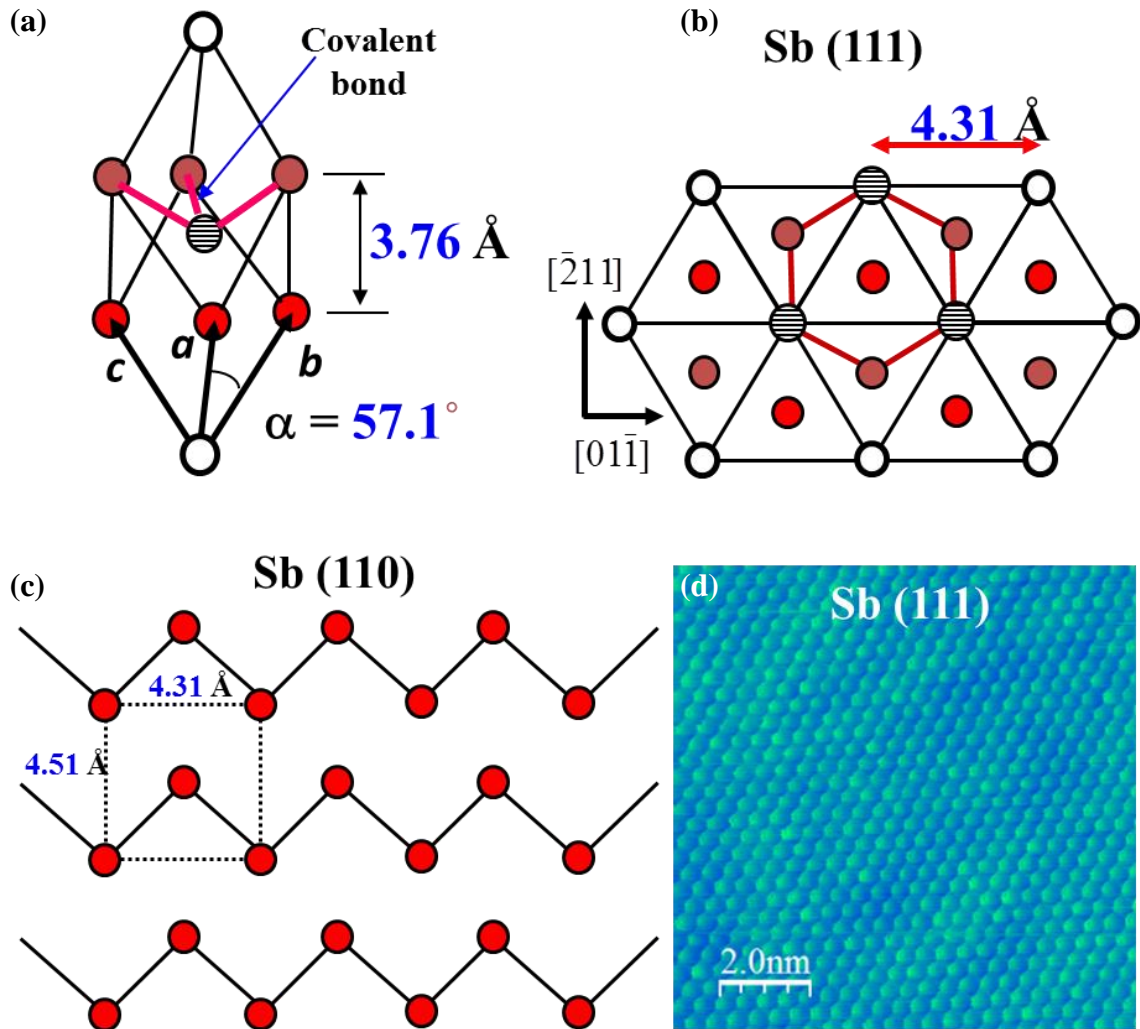 (a)
Covalent
bond
3.76 Å
c
a
b
α = 57.1°
(b)
Sb (111)
4.31 Å
[2̄11]
[011̄]
(c)
Sb (110)
4.31 Å
4.51 Å
(d)
Sb (111)
2.0nm